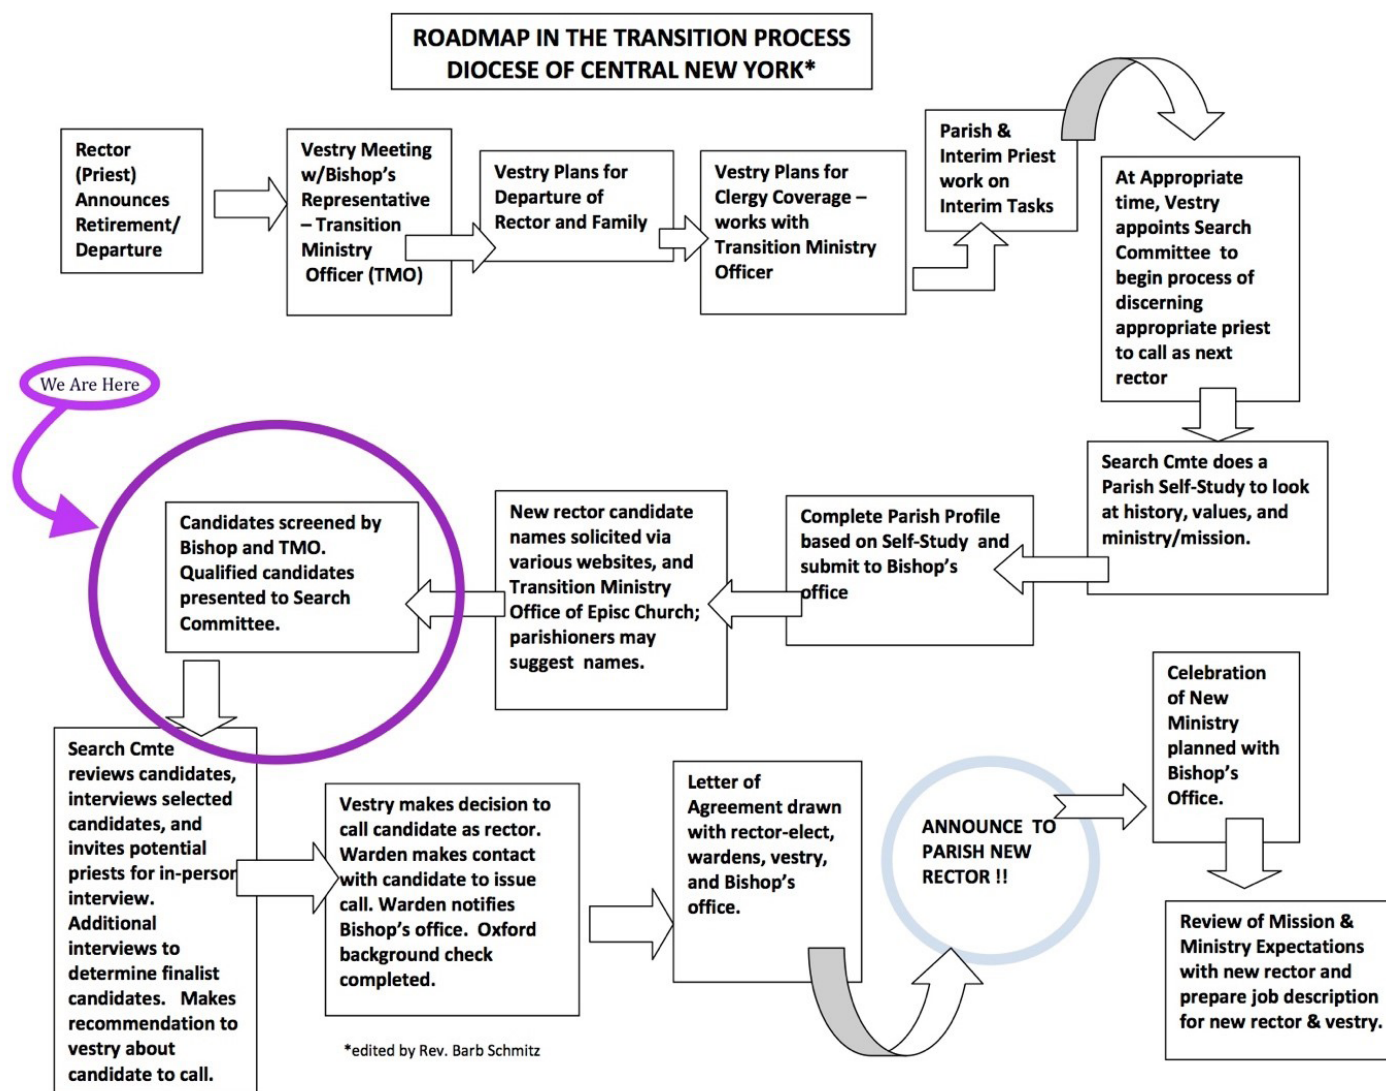 ROADMAP IN THE TRANSITION PROCESS
DIOCESE OF CENTRAL NEW YORK*
Rector
(Priest)
Announces
Retirement/
Departure
Vestry Meeting
w/Bishop's
Representative
– Transition
Ministry
Officer (TMO)
Vestry Plans for
Departure of
Rector and Family
Vestry Plans for
Clergy Coverage –
works with
Transition Ministry
Officer
Parish &
Interim Priest
work on
Interim Tasks
At Appropriate
time, Vestry
appoints Search
Committee to
begin process of
discerning
appropriate priest
to call as next
rector
Search Cmte does a
Parish Self-Study to look
at history, values, and
ministry/mission.
Complete Parish Profile
based on Self-Study and
submit to Bishop's
office
New rector candidate
names solicited via
various websites, and
Transition Ministry
Office of Episc Church;
parishioners may
suggest names.
We Are Here
Candidates screened by
Bishop and TMO.
Qualified candidates
presented to Search
Committee.
Search Cmte
reviews candidates,
interviews selected
candidates, and
invites potential
priests for in-person
interview.
Additional
interviews to
determine finalist
candidates. Makes
recommendation to
vestry about
candidate to call.
Vestry makes decision to
call candidate as rector.
Warden makes contact
with candidate to issue
call. Warden notifies
Bishop's office. Oxford
background check
completed.
Letter of
Agreement drawn
with rector-elect,
wardens, vestry,
and Bishop's
office.
ANNOUNCE TO
PARISH NEW
RECTOR !!
Celebration
of New
Ministry
planned with
Bishop's
Office.
Review of Mission &
Ministry Expectations
with new rector and
prepare job description
for new rector & vestry.
*edited by Rev. Barb Schmitz